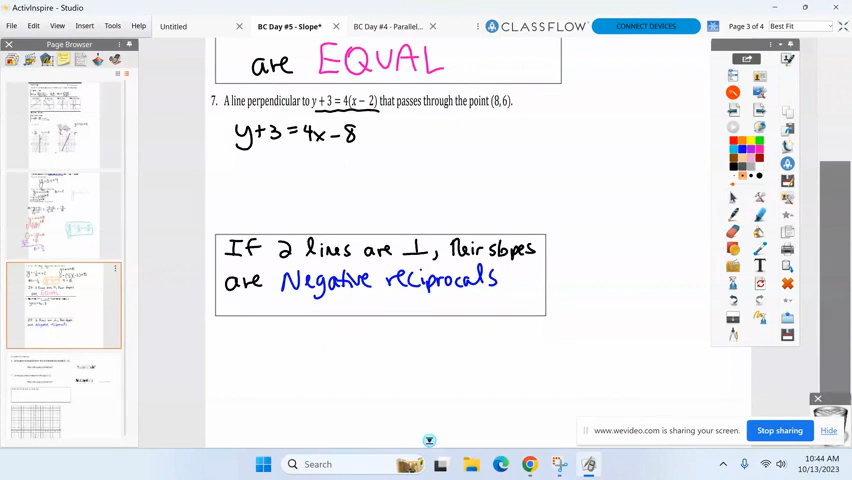 ActivInspire - Studio
File Edit View Insert Tools Help
Untitled
BC Day #5 - Slope*
BC Day #4 - Parallel...
CLASSFLOW
CONNECT DEVICES
Page 3 of 4
Best Fit
Page Browser
are EQUAL
7. A line perpendicular to y + 3 = 4(x − 2) that passes through the point (8, 6).
y+3=4x-8
If 2 lines are ⊥, their slopes
are Negative reciprocals
www.wevideo.com is sharing your screen.
Stop sharing
Hide
Search
10:44 AM
10/13/2023